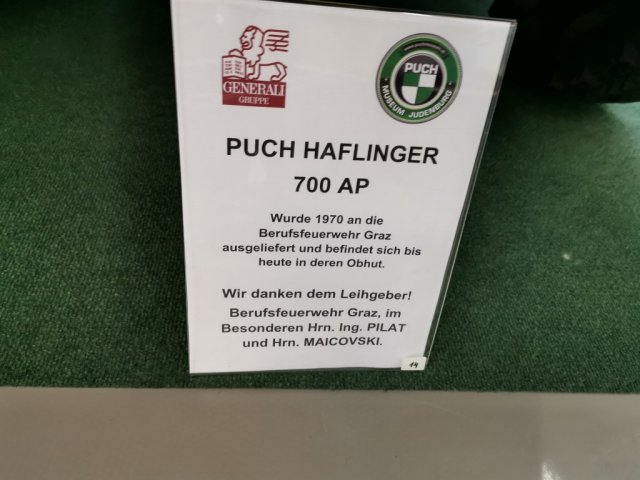 GENERALI
GRUPPE
PUCH
MUSEUM JUDENBURG
PUCH HAFLINGER
700 AP
Wurde 1970 an die
Berufsfeuerwehr Graz
ausgeliefert und befindet sich bis
heute in deren Obhut.
Wir danken dem Leihgeber!
Berufsfeuerwehr Graz, im
Besonderen Hrn. Ing. PILAT
und Hrn. MAICOVSKI.
14